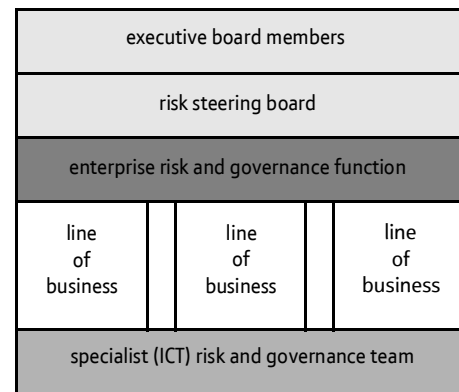 executive board members
risk steering board
enterprise risk and governance function
line
of
business
line
of
business
line
of
business
specialist (ICT) risk and governance team